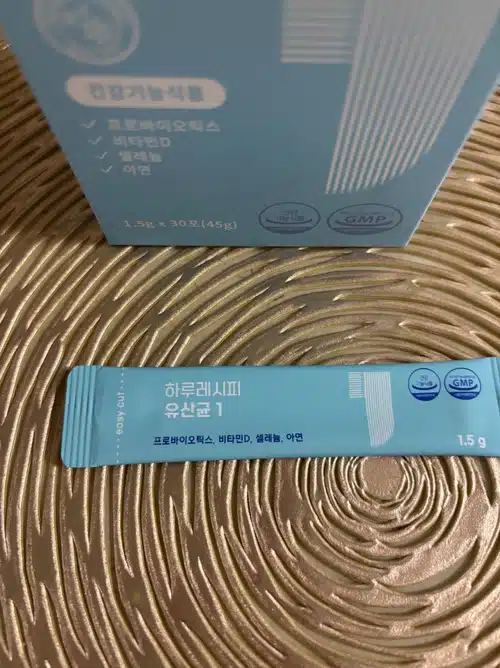 건강기능식품
프로바이오틱스
비타민D
셀레늄
아연
1.5g x 30포(45g)
GMP
easy cut
하루레시피
유산균 1
프로바이오틱스, 비타민D, 셀레늄, 아연
GMP
1.5 g